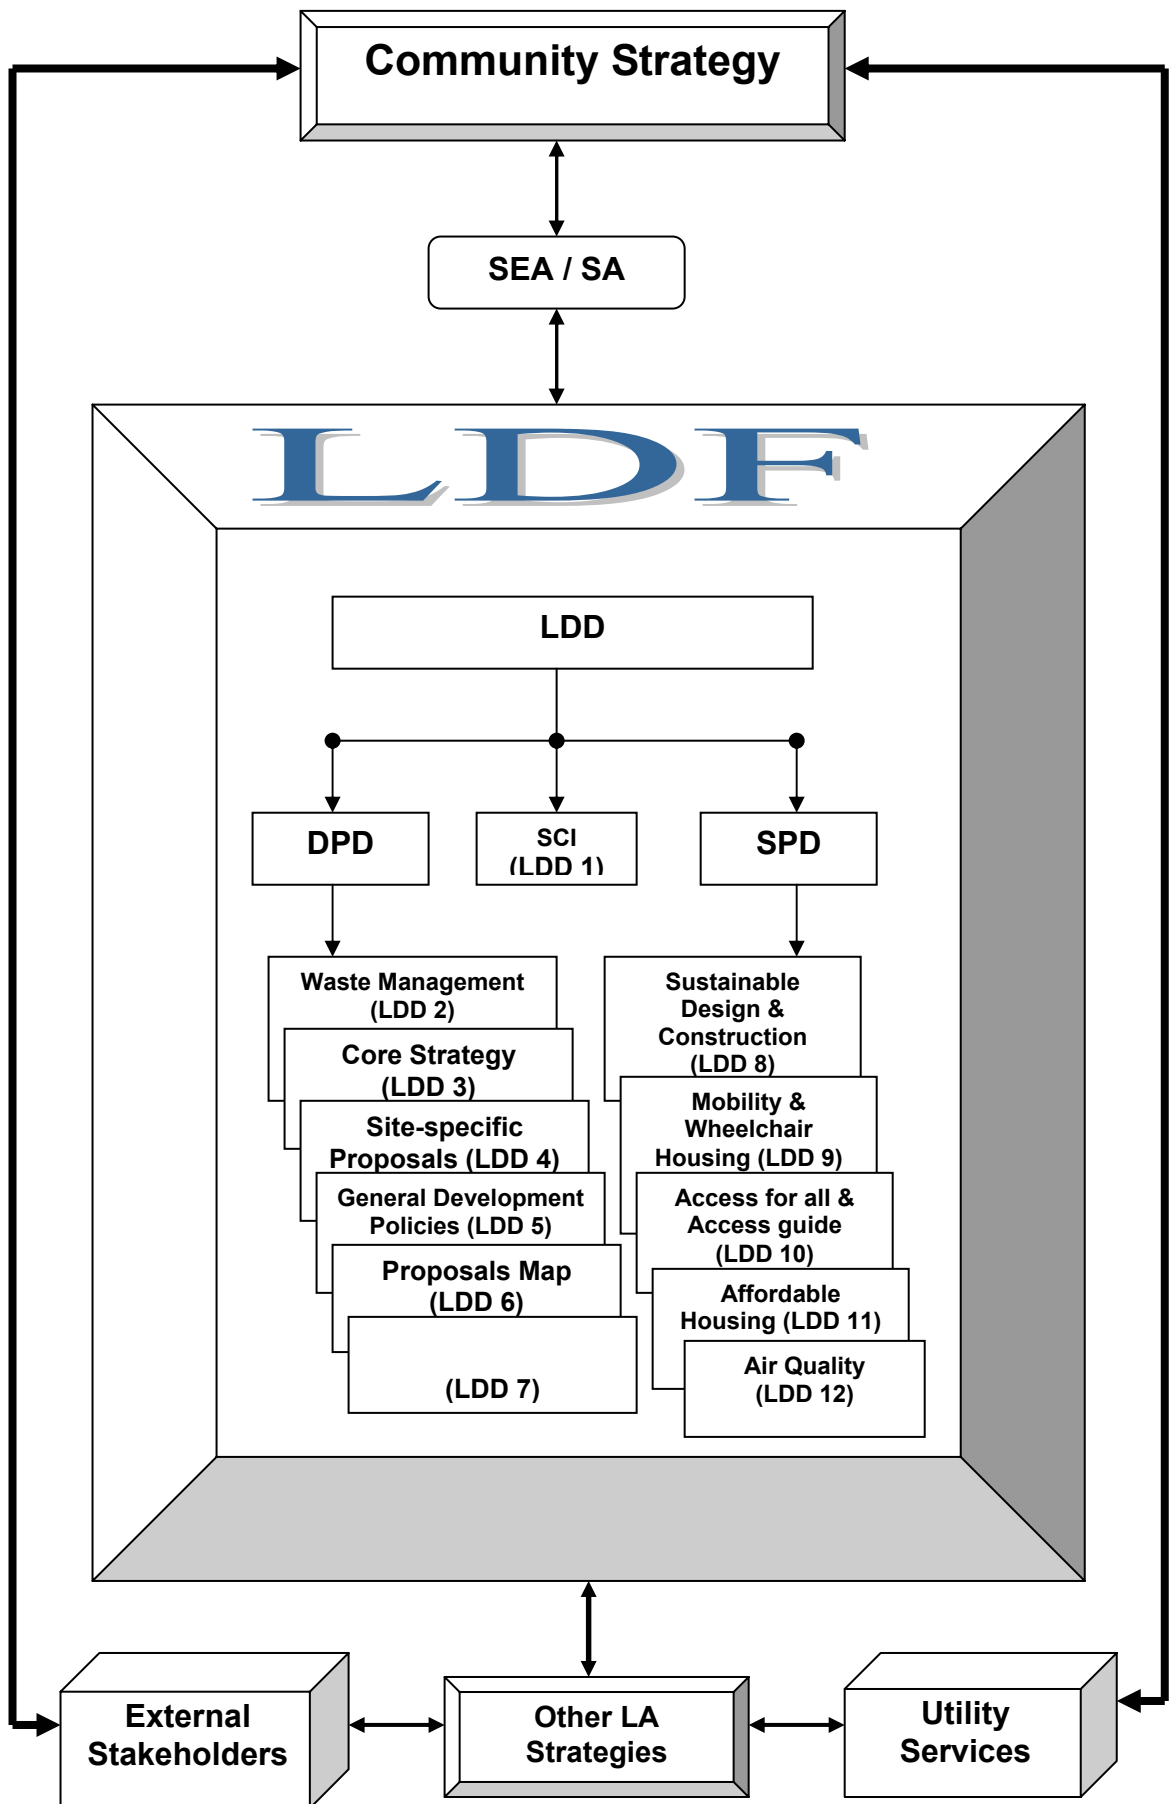 Community Strategy
SEA / SA
LDF
LDD
DPD
SCI
(LDD 1)
SPD
Waste Management
(LDD 2)
Core Strategy
(LDD 3)
Site-specific
Proposals (LDD 4)
General Development
Policies (LDD 5)
Proposals Map
(LDD 6)
(LDD 7)
Sustainable
Design &
Construction
(LDD 8)
Mobility &
Wheelchair
Housing (LDD 9)
Access for all &
Access guide
(LDD 10)
Affordable
Housing (LDD 11)
Air Quality
(LDD 12)
External
Stakeholders
Other LA
Strategies
Utility
Services